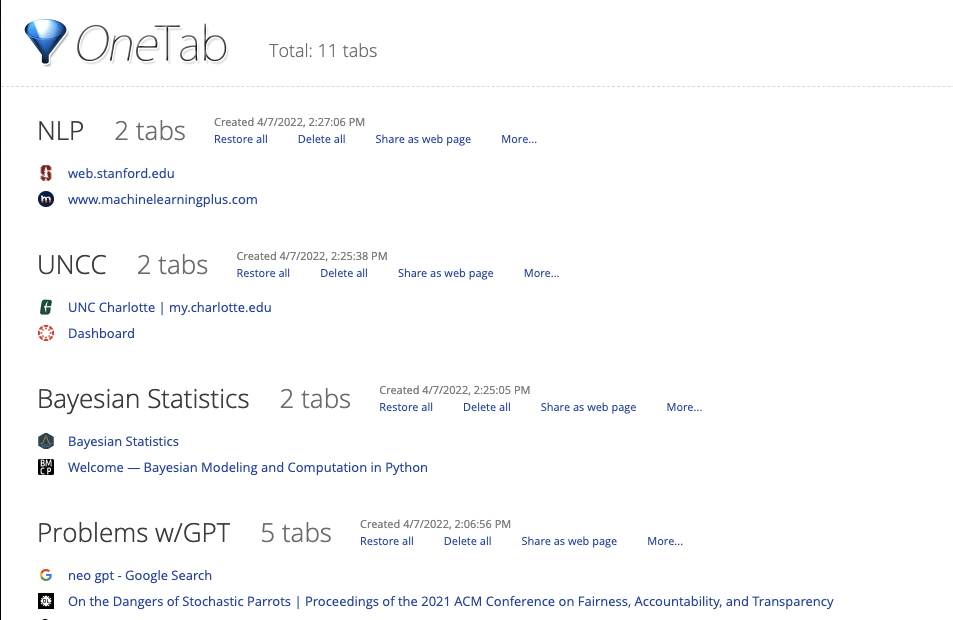 OneTab
Total: 11 tabs
NLP
2 tabs
Created 4/7/2022, 2:27:06 PM
Restore all Delete all Share as web page More...
web.stanford.edu
www.machinelearningplus.com
UNCC
2 tabs
Created 4/7/2022, 2:25:38 PM
Restore all Delete all Share as web page More...
UNC Charlotte | my.charlotte.edu
Dashboard
Bayesian Statistics
2 tabs
Created 4/7/2022, 2:25:05 PM
Restore all Delete all Share as web page More...
Bayesian Statistics
BM
CP
Welcome — Bayesian Modeling and Computation in Python
Problems w/GPT
5 tabs
Created 4/7/2022, 2:06:56 PM
Restore all Delete all Share as web page More...
neo gpt - Google Search
On the Dangers of Stochastic Parrots | Proceedings of the 2021 ACM Conference on Fairness, Accountability, and Transparency